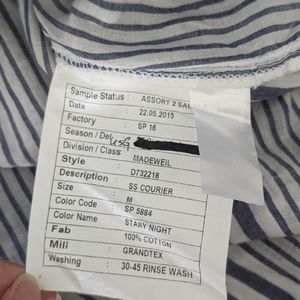 Sample Status : ASSORT 2 SA
Date : 22.05.2015
Factory : SP 16
Season / Del
Division / Class : MADEWEIL
Style : D732218
Description : SS COURIER
Size : M
Color Code : SP 5884
Color Name : STARY NIGHT
Fab : 100% COTTON
Mill : GRANDTEX
Washing : 30-45 RINSE WASH